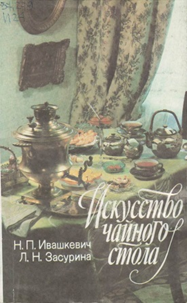 Искусство
чайного
стола
Н. П. Ивашкевич
Л. Н. Засурина